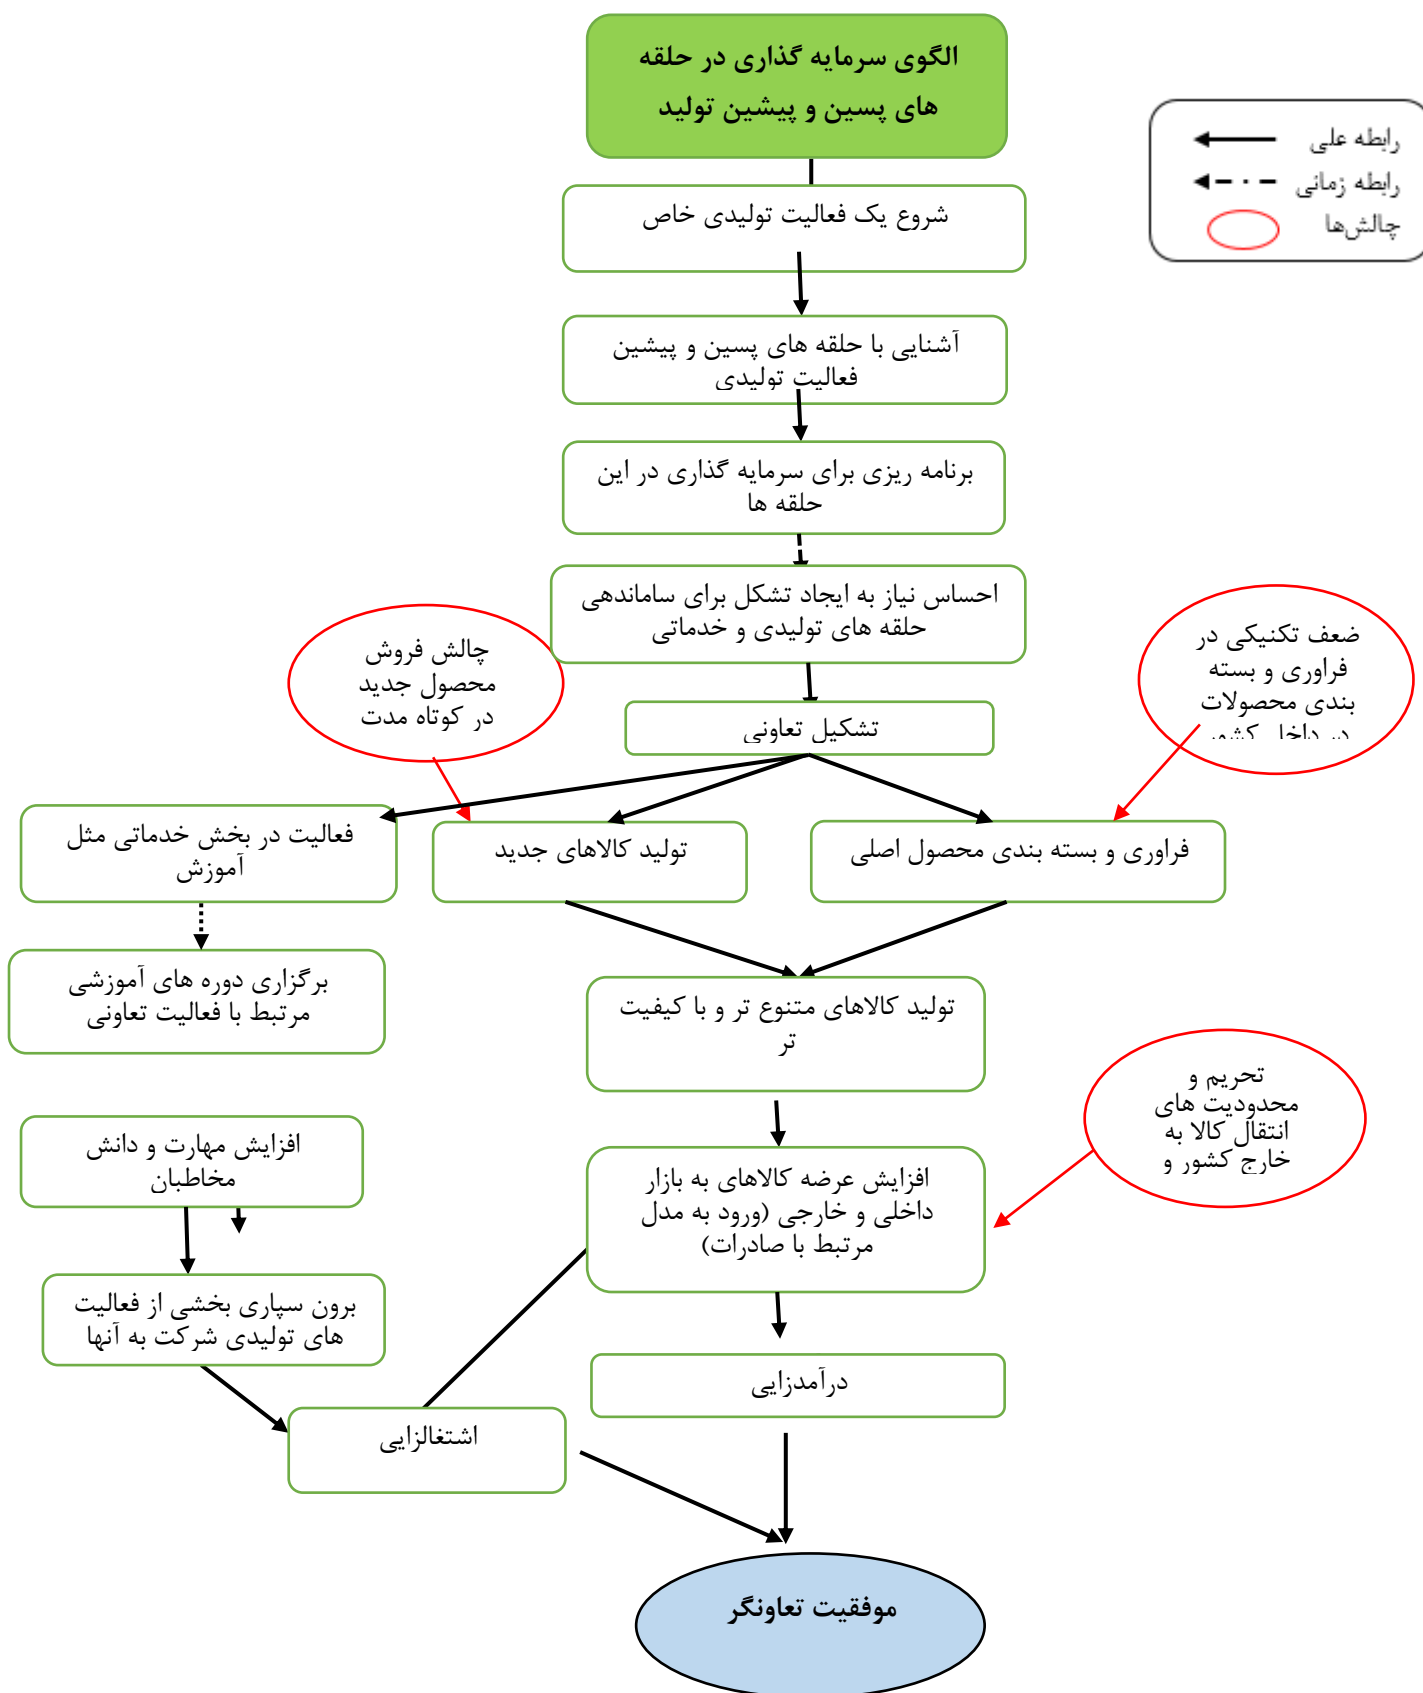 الگوی سرمایه گذاری در حلقه
های پسین و پیشین تولید
رابطه علی
رابطه زمانی
چالش‌ها
شروع یک فعالیت تولیدی خاص
آشنایی با حلقه های پسین و پیشین
فعالیت تولیدی
برنامه ریزی برای سرمایه گذاری در این
حلقه ها
احساس نیاز به ایجاد تشکل برای ساماندهی
حلقه های تولیدی و خدماتی
ضعف تکنیکی در
فراوری و بسته
بندی محصولات
در داخل کشور
چالش فروش
محصول جدید
در کوتاه مدت
تشکیل تعاونی
فراوری و بسته بندی محصول اصلی
تولید کالاهای جدید
فعالیت در بخش خدماتی مثل
آموزش
برگزاری دوره های آموزشی
مرتبط با فعالیت تعاونی
تولید کالاهای متنوع تر و با کیفیت
تر
تحریم و
محدودیت های
انتقال کالا به
خارج کشور و
افزایش مهارت و دانش
مخاطبان
افزایش عرضه کالاهای به بازار
داخلی و خارجی (ورود به مدل
مرتبط با صادرات)
برون سپاری بخشی از فعالیت
های تولیدی شرکت به آنها
درآمدزایی
اشتغالزایی
موفقیت تعاونگر